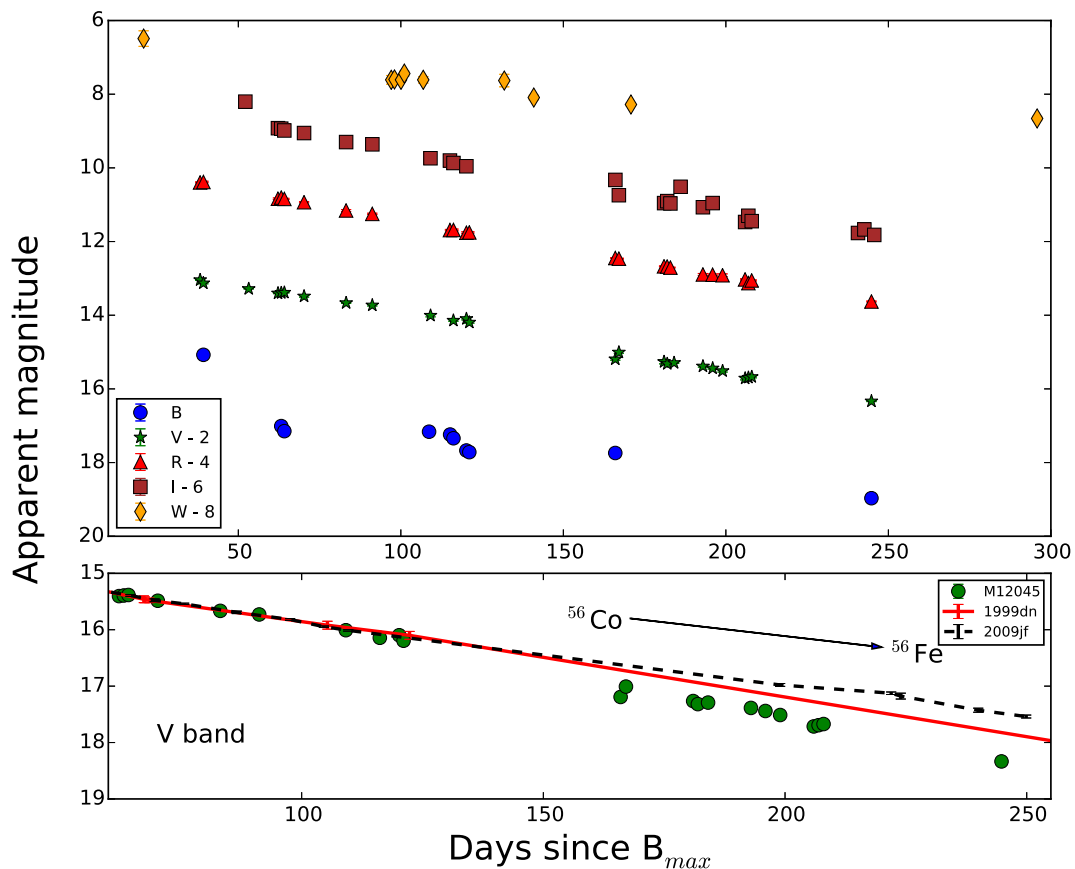 6
8
10
12
14
16
18
20
Apparent magnitude
B
V - 2
R - 4
I - 6
W - 8
50
100
150
200
250
300
15
16
17
18
19
M12045
1999dn
2009jf
⁵⁶Co
⁵⁶Fe
V band
100
150
200
250
Days since B_max